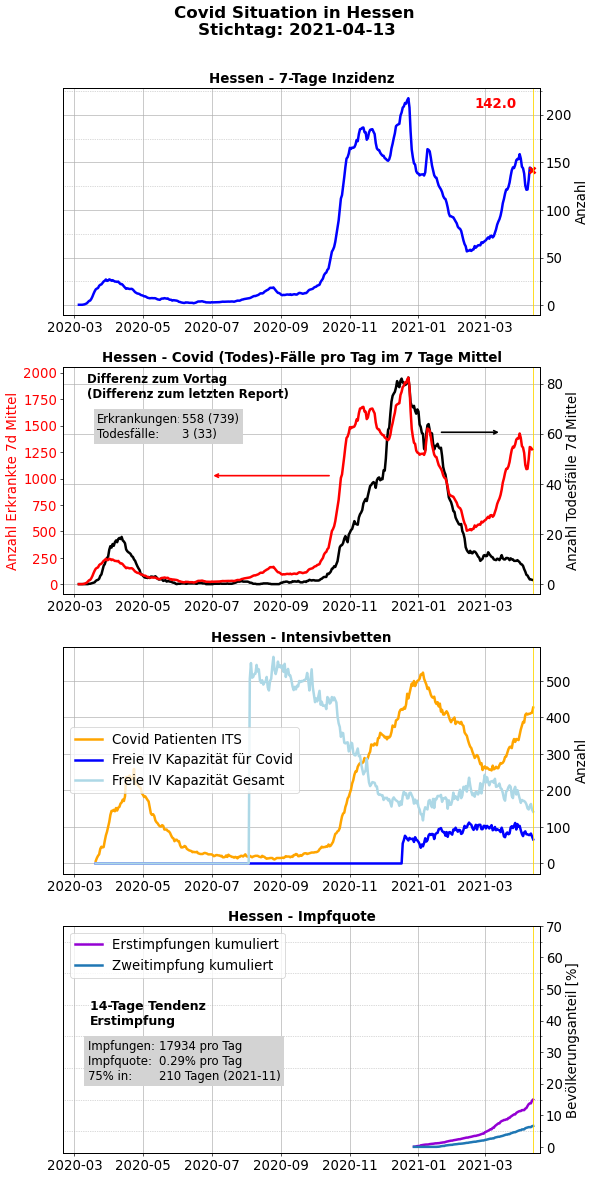 Covid Situation in Hessen
Stichtag: 2021-04-13
Hessen - 7-Tage Inzidenz
142.0
200
150
100
50
0
Anzahl
2020-03 2020-05 2020-07 2020-09 2020-11 2021-01 2021-03
Hessen - Covid (Todes)-Fälle pro Tag im 7 Tage Mittel
Differenz zum Vortag
(Differenz zum letzten Report)
Erkrankungen: 558 (739)
Todesfälle: 3 (33)
2000
1750
1500
1250
1000
750
500
250
0
Anzahl Erkrankte 7d Mittel
80
60
40
20
0
Anzahl Todesfälle 7d Mittel
2020-03 2020-05 2020-07 2020-09 2020-11 2021-01 2021-03
Hessen - Intensivbetten
Covid Patienten ITS
Freie IV Kapazität für Covid
Freie IV Kapazität Gesamt
500
400
300
200
100
0
Anzahl
2020-03 2020-05 2020-07 2020-09 2020-11 2021-01 2021-03
Hessen - Impfquote
Erstimpfungen kumuliert
Zweitimpfung kumuliert
14-Tage Tendenz
Erstimpfung
Impfungen: 17934 pro Tag
Impfquote: 0.29% pro Tag
75% in: 210 Tagen (2021-11)
70
60
50
40
30
20
10
0
Bevölkerungsanteil [%]
2020-03 2020-05 2020-07 2020-09 2020-11 2021-01 2021-03